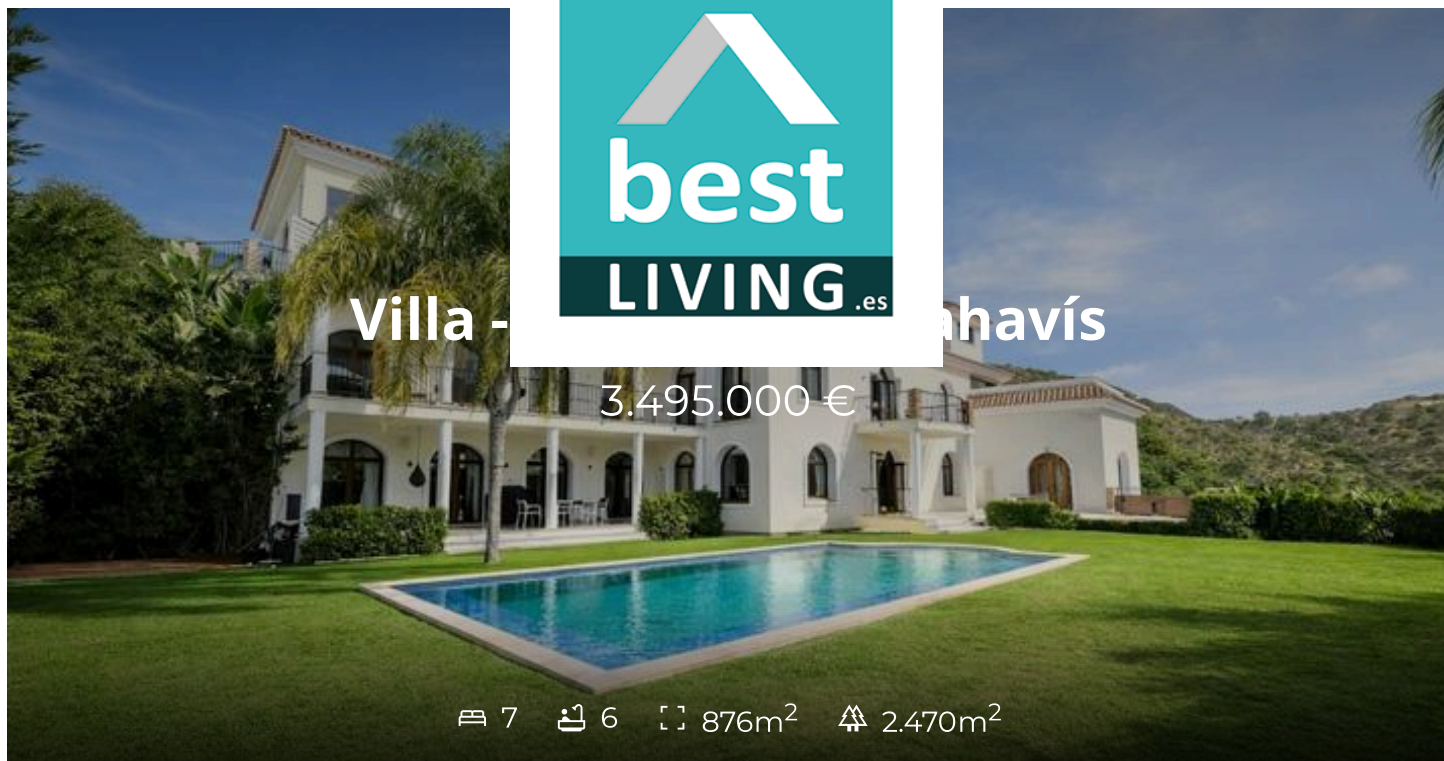 best
LIVING.es
Villa - ahavís
3.495.000 €
7 6 876m² 2.470m²